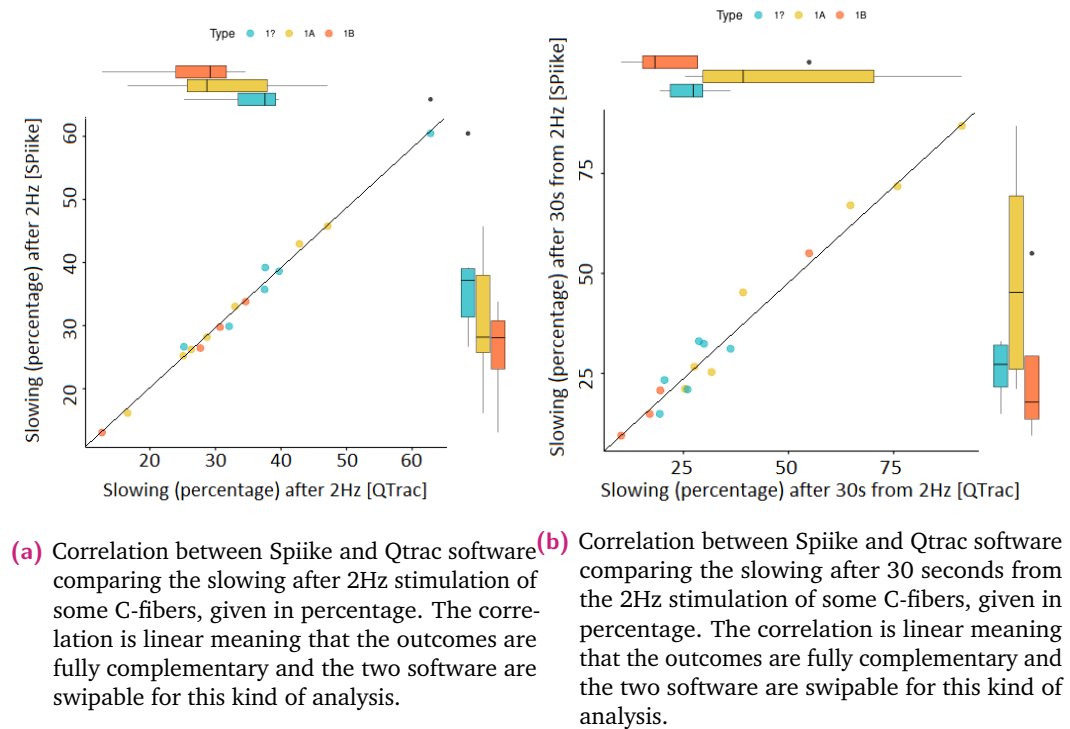 Type 1? 1A 1B
Slowing (percentage) after 2Hz [SPiike]
60
50
40
30
20
20 30 40 50 60
Slowing (percentage) after 2Hz [QTrac]
(a) Correlation between Spiike and Qtrac software
comparing the slowing after 2Hz stimulation of
some C-fibers, given in percentage. The corre-
lation is linear meaning that the outcomes are
fully complementary and the two software are
swipable for this kind of analysis.
Type 1? 1A 1B
Slowing (percentage) after 30s from 2Hz [SPiike]
75
50
25
25 50 75
Slowing (percentage) after 30s from 2Hz [QTrac]
(b) Correlation between Spiike and Qtrac software
comparing the slowing after 30 seconds from
the 2Hz stimulation of some C-fibers, given in
percentage. The correlation is linear meaning
that the outcomes are fully complementary and
the two software are swipable for this kind of
analysis.